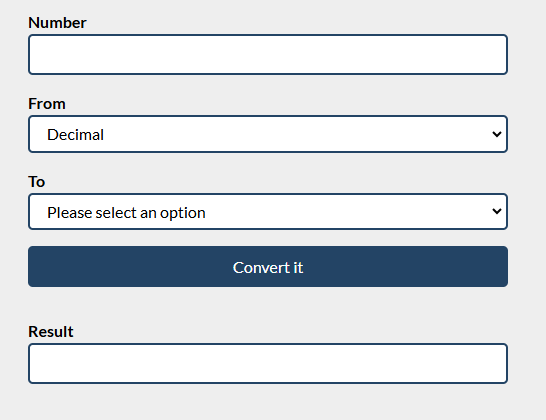 Number
From
Decimal
To
Please select an option
Convert it
Result